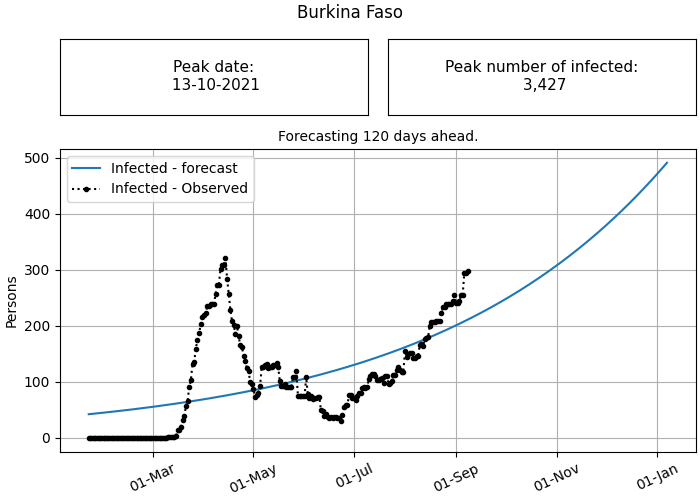 Burkina Faso
Peak date:
13-10-2021
Peak number of infected:
3,427
Forecasting 120 days ahead.
Infected - forecast
Infected - Observed
500
400
300
200
100
0
Persons
01-Mar
01-May
01-Jul
01-Sep
01-Nov
01-Jan